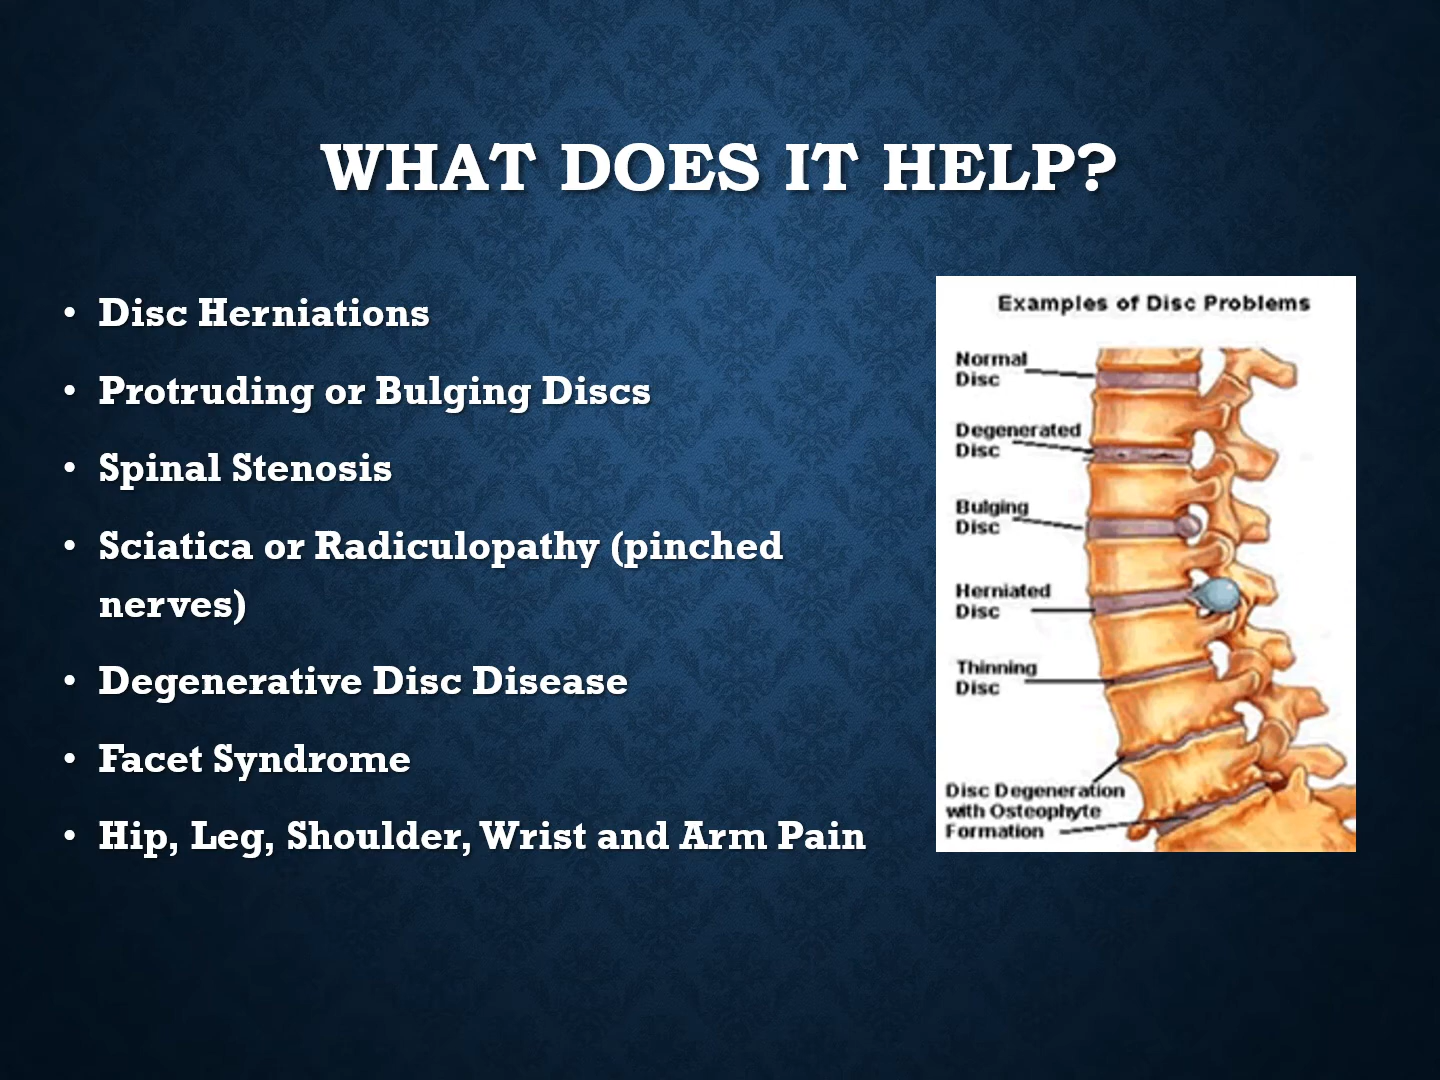 WHAT DOES IT HELP?
• Disc Herniations
• Protruding or Bulging Discs
• Spinal Stenosis
• Sciatica or Radiculopathy (pinched
nerves)
• Degenerative Disc Disease
• Facet Syndrome
• Hip, Leg, Shoulder, Wrist and Arm Pain
Examples of Disc Problems
Normal
Disc
Degenerated
Disc
Bulging
Disc
Herniated
Disc
Thinning
Disc
Disc Degeneration
with Osteophyte
Formation